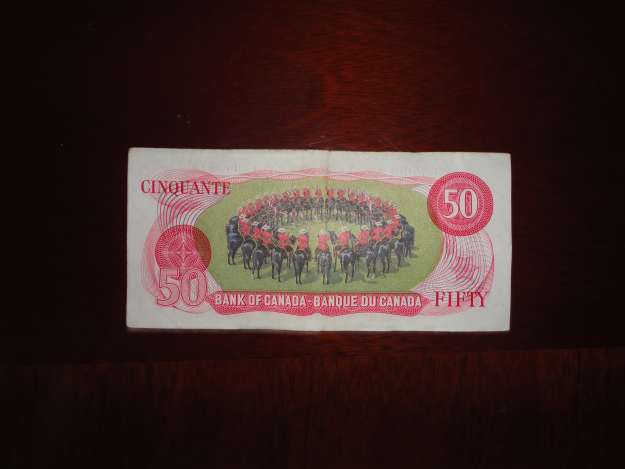 CINQUANTE
50
50
BANK OF CANADA - BANQUE DU CANADA
FIFTY